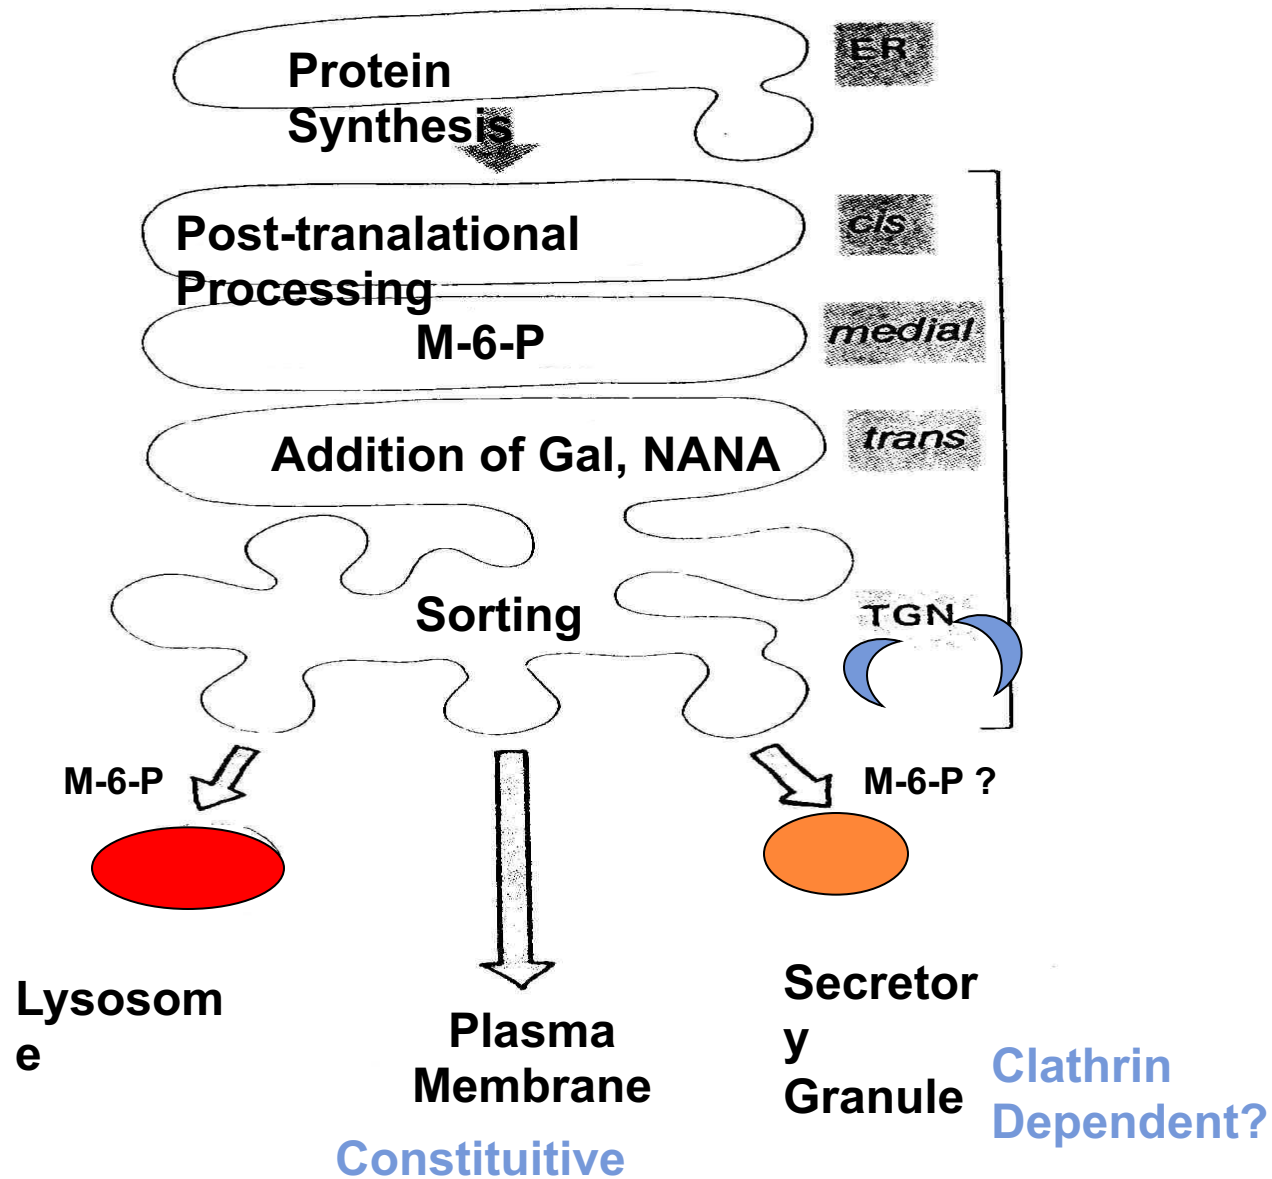 Protein
Synthesis
ER
Post-tranalational
Processing
cis
M-6-P
medial
Addition of Gal, NANA
trans
Sorting
TGN
M-6-P
M-6-P ?
Lysosom
e
Plasma
Membrane
Secretor
y
Granule
Clathrin
Dependent?
Constituitive